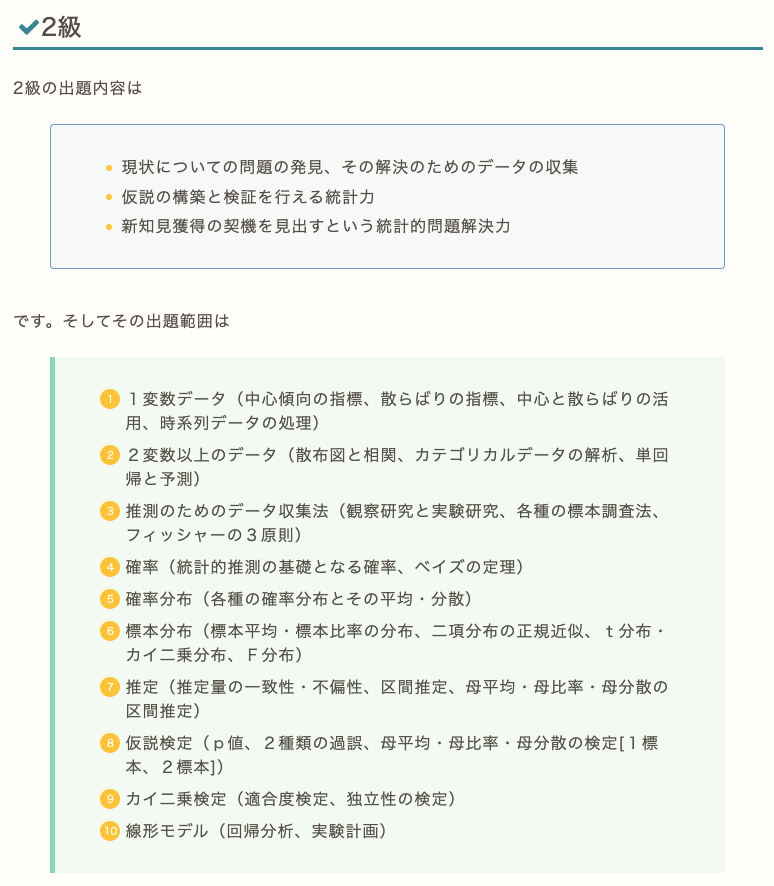 2級
2級の出題内容は
現状についての問題の発見、その解決のためのデータの収集
仮説の構築と検証を行える統計力
新知見獲得の契機を見出すという統計的問題解決力
です。そしてその出題範囲は
1 １変数データ（中心傾向の指標、散らばりの指標、中心と散らばりの活
用、時系列データの処理）
2 ２変数以上のデータ（散布図と相関、カテゴリカルデータの解析、単回
帰と予測）
3 推測のためのデータ収集法（観察研究と実験研究、各種の標本調査法、
フィッシャーの３原則）
4 確率（統計的推測の基礎となる確率、ベイズの定理）
5 確率分布（各種の確率分布とその平均・分散）
6 標本分布（標本平均・標本比率の分布、二項分布の正規近似、ｔ分布・
カイ二乗分布、Ｆ分布）
7 推定（推定量の一致性・不偏性、区間推定、母平均・母比率・母分散の
区間推定）
8 仮説検定（ｐ値、２種類の過誤、母平均・母比率・母分散の検定[１標
本、２標本]）
9 カイ二乗検定（適合度検定、独立性の検定）
10 線形モデル（回帰分析、実験計画）